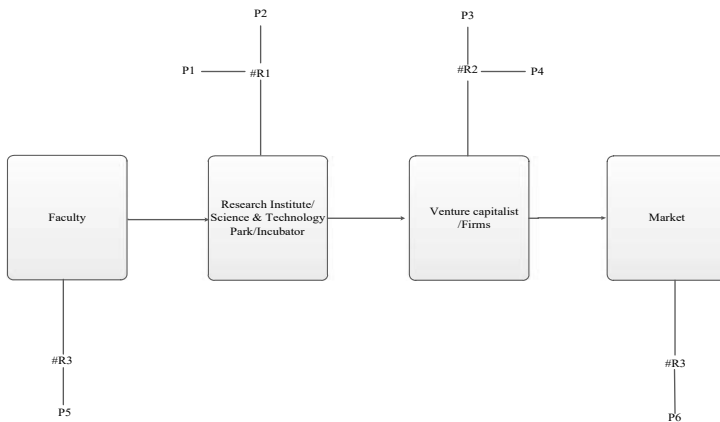 P2
P3
P1
#R1
#R2
P4
Faculty
Research Institute/
Science & Technology
Park/Incubator
Venture capitalist
/Firms
Market
#R3
#R3
P5
P6